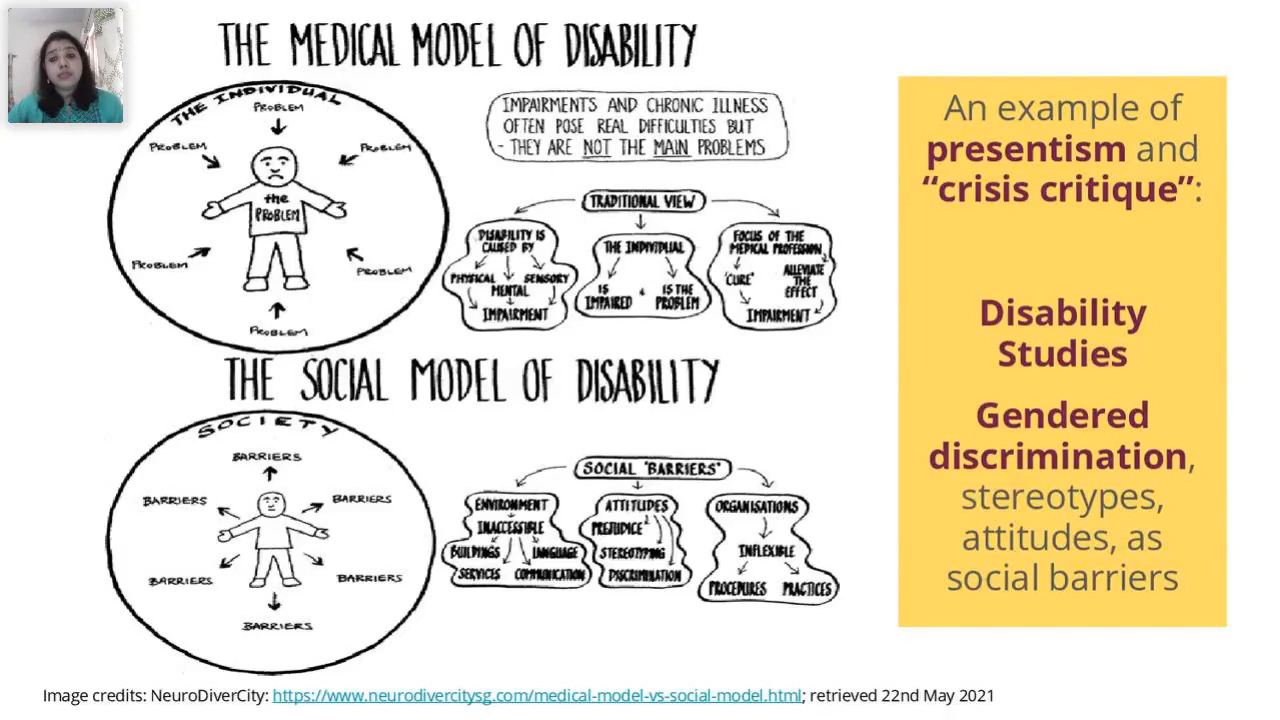 THE MEDICAL MODEL OF DISABILITY
THE INDIVIDUAL
PROBLEM
PROBLEM
PROBLEM
the
PROBLEM
PROBLEM
PROBLEM
PROBLEM
IMPAIRMENTS AND CHRONIC ILLNESS
OFTEN POSE REAL DIFFICULTIES BUT
- THEY ARE NOT THE MAIN PROBLEMS
TRADITIONAL VIEW
DISABILITY IS
CAUSED BY
PHYSICAL
SENSORY
MENTAL
IMPAIRMENT
THE INDIVIDUAL
IS
IMPAIRED
&
IS THE
PROBLEM
FOCUS OF THE
MEDICAL PROFESSION
'CURE'
ALLEVIATE
THE
EFFECT
IMPAIRMENT
THE SOCIAL MODEL OF DISABILITY
SOCIETY
BARRIERS
BARRIERS
BARRIERS
BARRIERS
BARRIERS
BARRIERS
SOCIAL 'BARRIERS'
ENVIRONMENT
INACCESSIBLE
BUILDINGS
LANGUAGE
SERVICES
COMMUNICATION
ATTITUDES
PREJUDICE
STEREOTYPING
DISCRIMINATION
ORGANISATIONS
INFLEXIBLE
PROCEDURES
PRACTICES
An example of
presentism and
“crisis critique”:
Disability
Studies
Gendered
discrimination,
stereotypes,
attitudes, as
social barriers
Image credits: NeuroDiverCity: https://www.neurodivercitysg.com/medical-model-vs-social-model.html; retrieved 22nd May 2021